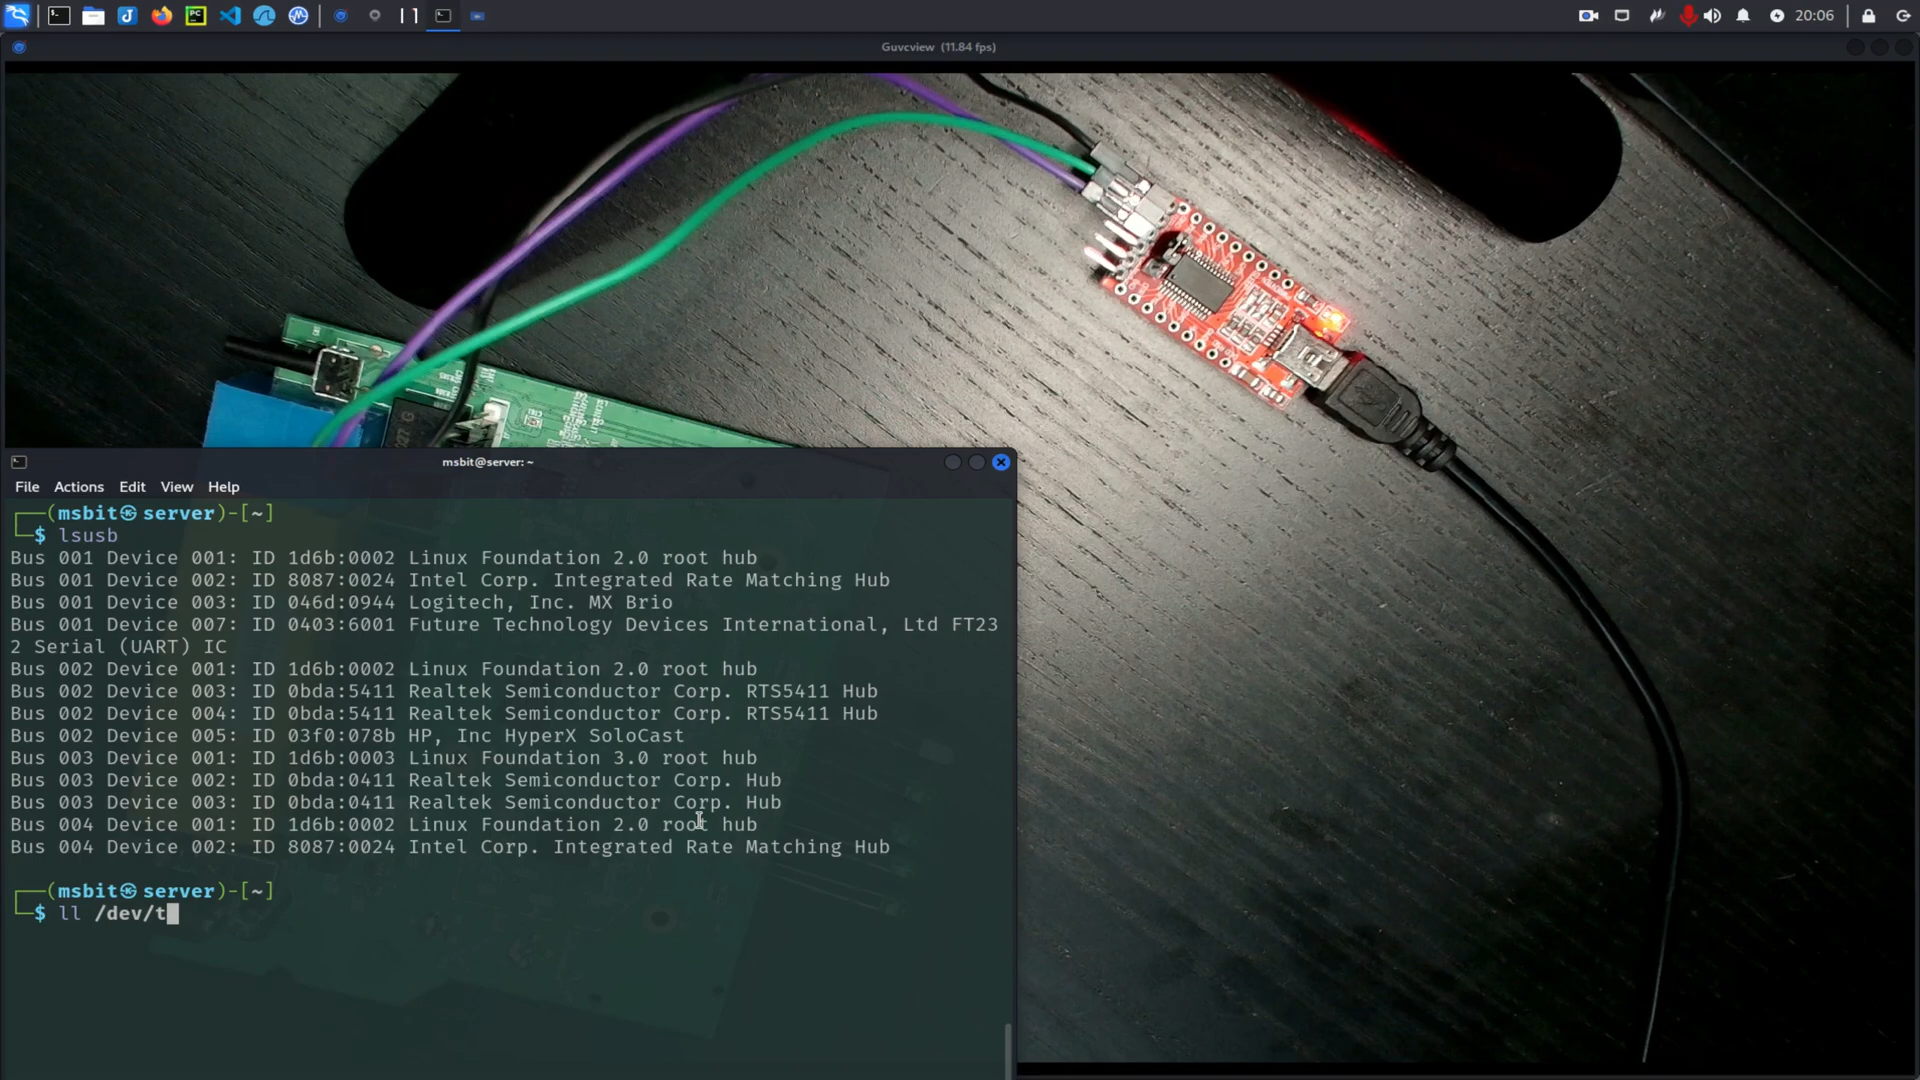 20:06
Guvcview (11.84 fps)
msbit@server: ~
File Actions Edit View Help
┌──(msbit㉿server)-[~]
└─$ lsusb
Bus 001 Device 001: ID 1d6b:0002 Linux Foundation 2.0 root hub
Bus 001 Device 002: ID 8087:0024 Intel Corp. Integrated Rate Matching Hub
Bus 001 Device 003: ID 046d:0944 Logitech, Inc. MX Brio
Bus 001 Device 007: ID 0403:6001 Future Technology Devices International, Ltd FT23
2 Serial (UART) IC
Bus 002 Device 001: ID 1d6b:0002 Linux Foundation 2.0 root hub
Bus 002 Device 003: ID 0bda:5411 Realtek Semiconductor Corp. RTS5411 Hub
Bus 002 Device 004: ID 0bda:5411 Realtek Semiconductor Corp. RTS5411 Hub
Bus 002 Device 005: ID 03f0:078b HP, Inc HyperX SoloCast
Bus 003 Device 001: ID 1d6b:0003 Linux Foundation 3.0 root hub
Bus 003 Device 002: ID 0bda:0411 Realtek Semiconductor Corp. Hub
Bus 003 Device 003: ID 0bda:0411 Realtek Semiconductor Corp. Hub
Bus 004 Device 001: ID 1d6b:0002 Linux Foundation 2.0 root hub
Bus 004 Device 002: ID 8087:0024 Intel Corp. Integrated Rate Matching Hub
┌──(msbit㉿server)-[~]
└─$ ll /dev/t